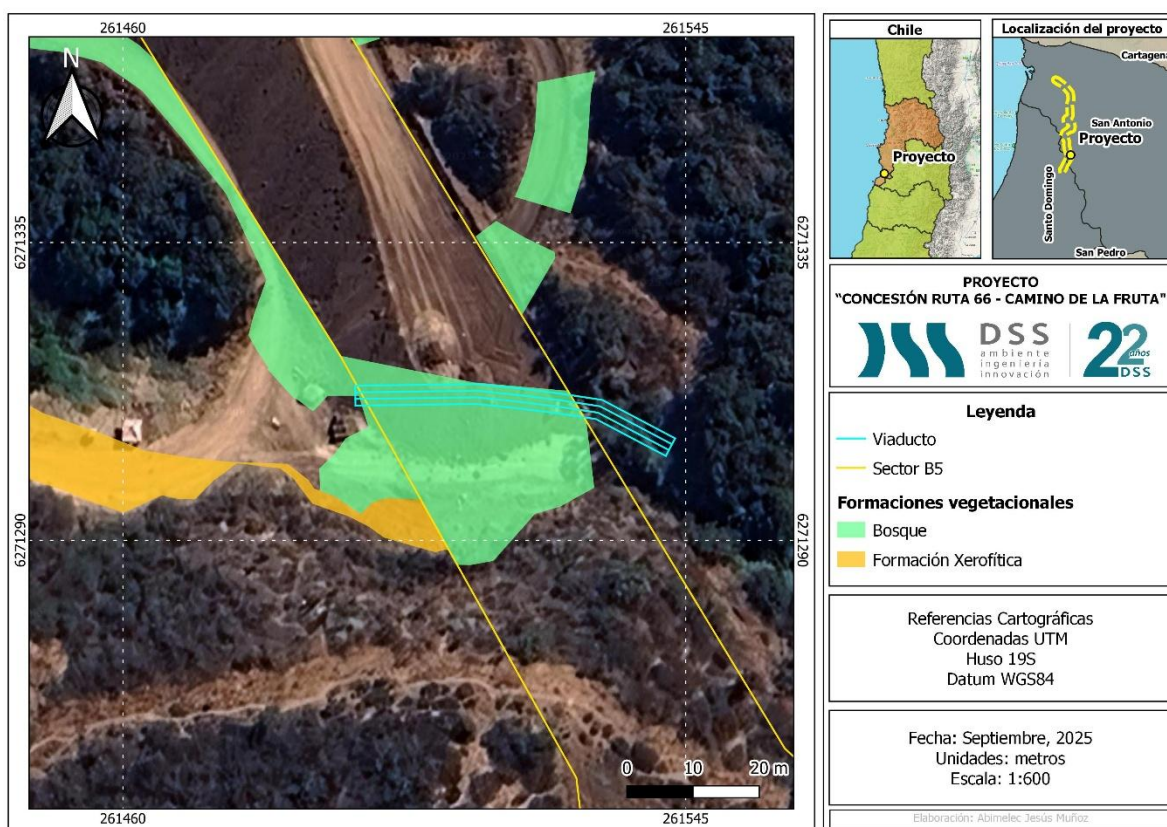 261460
261545
N
6271335
6271335
6271290
6271290
0 10 20 m
261460
261545
Chile
Proyecto
Localización del proyecto
Cartagena
San Antonio
Proyecto
Santo Domingo
San Pedro
PROYECTO
"CONCESIÓN RUTA 66 - CAMINO DE LA FRUTA"
DSS
ambiente
ingeniería
innovación
22
años
DSS
Leyenda
Viaducto
Sector B5
Formaciones vegetacionales
Bosque
Formación Xerofítica
Referencias Cartográficas
Coordenadas UTM
Huso 19S
Datum WGS84
Fecha: Septiembre, 2025
Unidades: metros
Escala: 1:600
Elaboración: Abimelec Jesús Muñoz